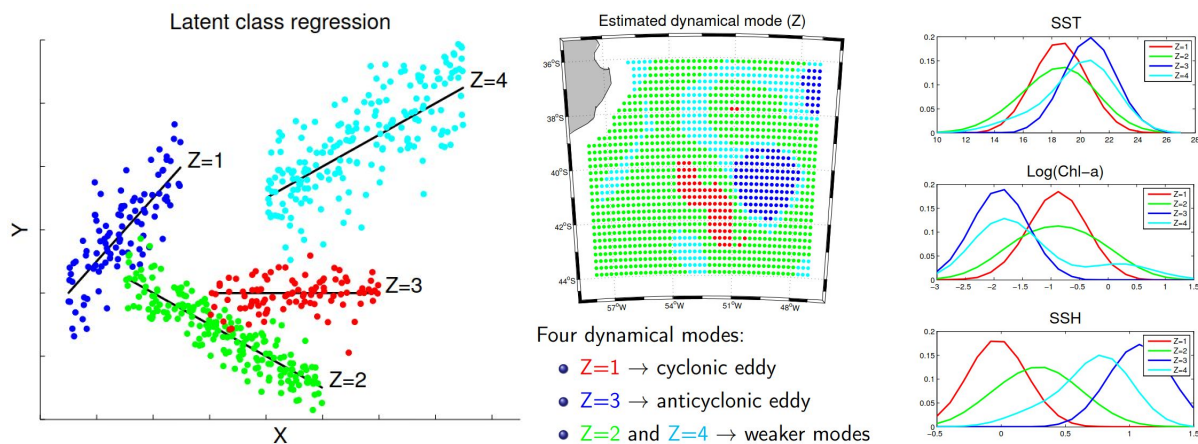 Latent class regression
Z=4
Z=1
Z=3
Z=2
Y
X
Estimated dynamical mode (Z)
36°S
38°S
40°S
42°S
44°S
57°W
54°W
51°W
48°W
Four dynamical modes:
Z=1 → cyclonic eddy
Z=3 → anticyclonic eddy
Z=2 and Z=4 → weaker modes
SST
0.2
0.15
0.1
0.05
0
10 12 14 16 18 20 22 24 26 28
Z=1
Z=2
Z=3
Z=4
Log(Chl−a)
0.2
0.15
0.1
0.05
0
−3 −2.5 −2 −1.5 −1 −0.5 0 0.5 1 1.5
Z=1
Z=2
Z=3
Z=4
SSH
0.2
0.15
0.1
0.05
0
−0.5 0 0.5 1 1.5
Z=1
Z=2
Z=3
Z=4